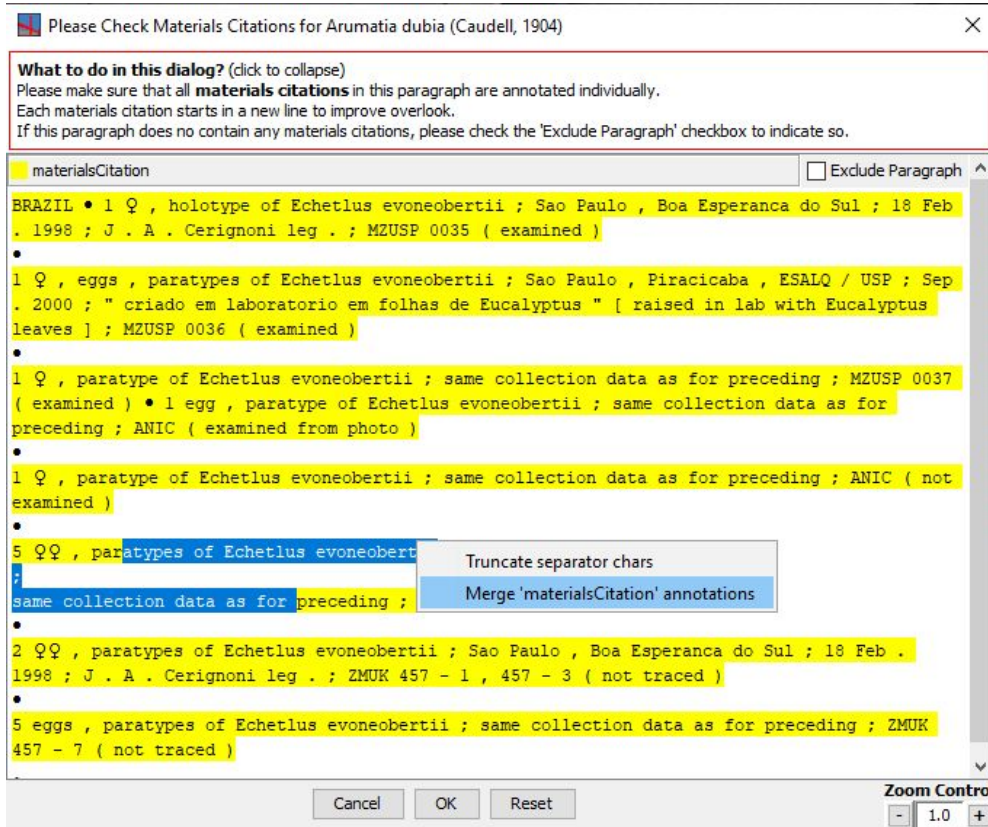 Please Check Materials Citations for Arumatia dubia (Caudell, 1904)
What to do in this dialog? (click to collapse)
Please make sure that all materials citations in this paragraph are annotated individually.
Each materials citation starts in a new line to improve overlook.
If this paragraph does no contain any materials citations, please check the 'Exclude Paragraph' checkbox to indicate so.
materialsCitation
Exclude Paragraph
BRAZIL ● 1 ♀ , holotype of Echetlus evoneobertii ; Sao Paulo , Boa Esperanca do Sul ; 18 Feb
. 1998 ; J . A . Cerignoni leg . ; MZUSP 0035 ( examined )
●
1 ♀ , eggs , paratypes of Echetlus evoneobertii ; Sao Paulo , Piracicaba , ESALQ / USP ; Sep
. 2000 ; " criado em laboratorio em folhas de Eucalyptus " [ raised in lab with Eucalyptus
leaves ] ; MZUSP 0036 ( examined )
●
1 ♀ , paratype of Echetlus evoneobertii ; same collection data as for preceding ; MZUSP 0037
( examined ) ● 1 egg , paratype of Echetlus evoneobertii ; same collection data as for
preceding ; ANIC ( examined from photo )
●
1 ♀ , paratype of Echetlus evoneobertii ; same collection data as for preceding ; ANIC ( not
examined )
●
5 ♀♀ , paratypes of Echetlus evoneobert
;
same collection data as for preceding ;
Truncate separator chars
Merge 'materialsCitation' annotations
●
2 ♀♀ , paratypes of Echetlus evoneobertii ; Sao Paulo , Boa Esperanca do Sul ; 18 Feb .
1998 ; J . A . Cerignoni leg . ; ZMUK 457 - 1 , 457 - 3 ( not traced )
●
5 eggs , paratypes of Echetlus evoneobertii ; same collection data as for preceding ; ZMUK
457 - 7 ( not traced )
Cancel
OK
Reset
Zoom Contro
- 1.0 +